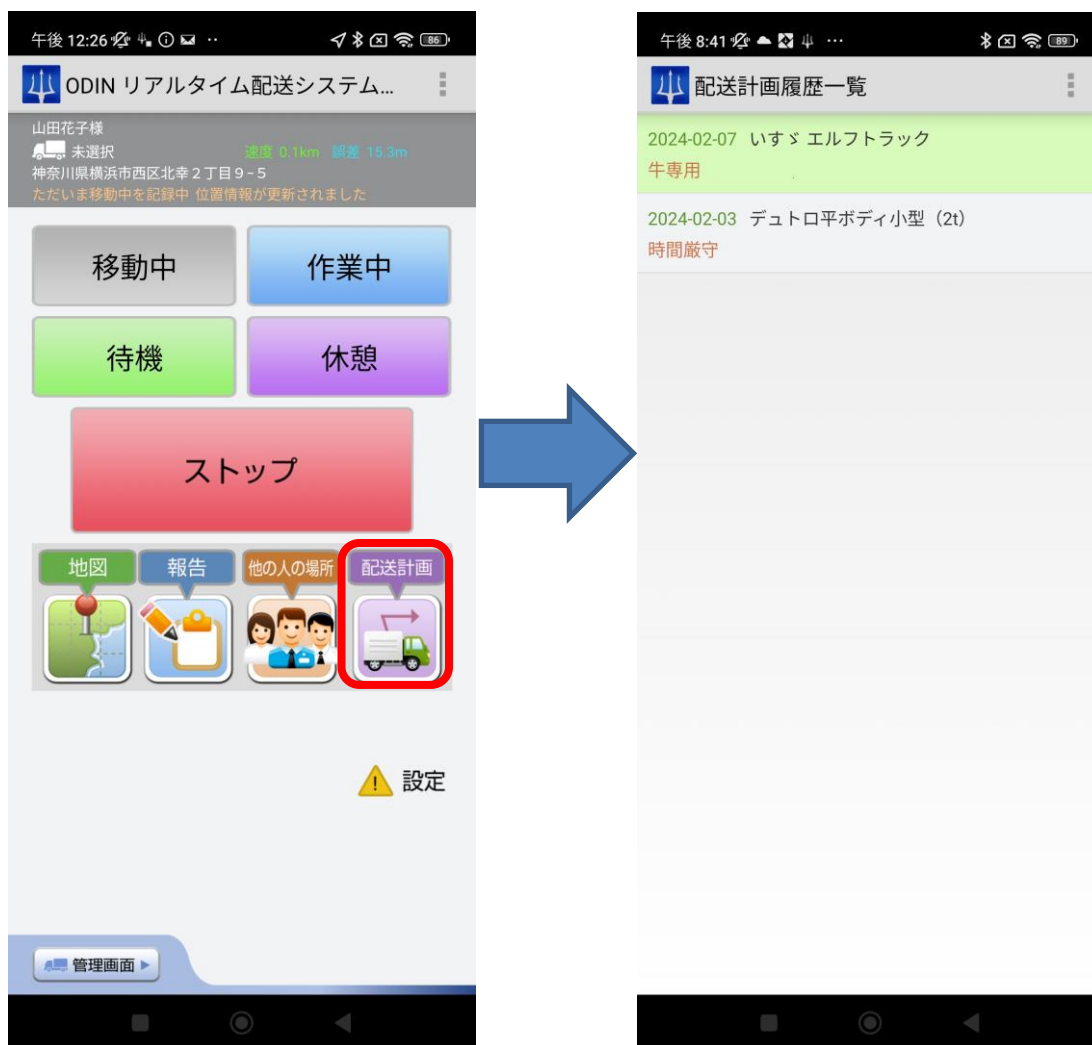 午後 12:26
86
ODIN リアルタイム配送システム...
山田花子様
未選択
速度 0.1km 誤差 15.3m
神奈川県横浜市西区北幸2丁目9-5
ただいま移動中を記録中 位置情報が更新されました
移動中
作業中
待機
休憩
ストップ
地図
報告
他の人の場所
配送計画
設定
管理画面
午後 8:41
89
配送計画履歴一覧
2024-02-07 いすゞ エルフトラック
牛専用
2024-02-03 デュトロ平ボディ小型（2t）
時間厳守